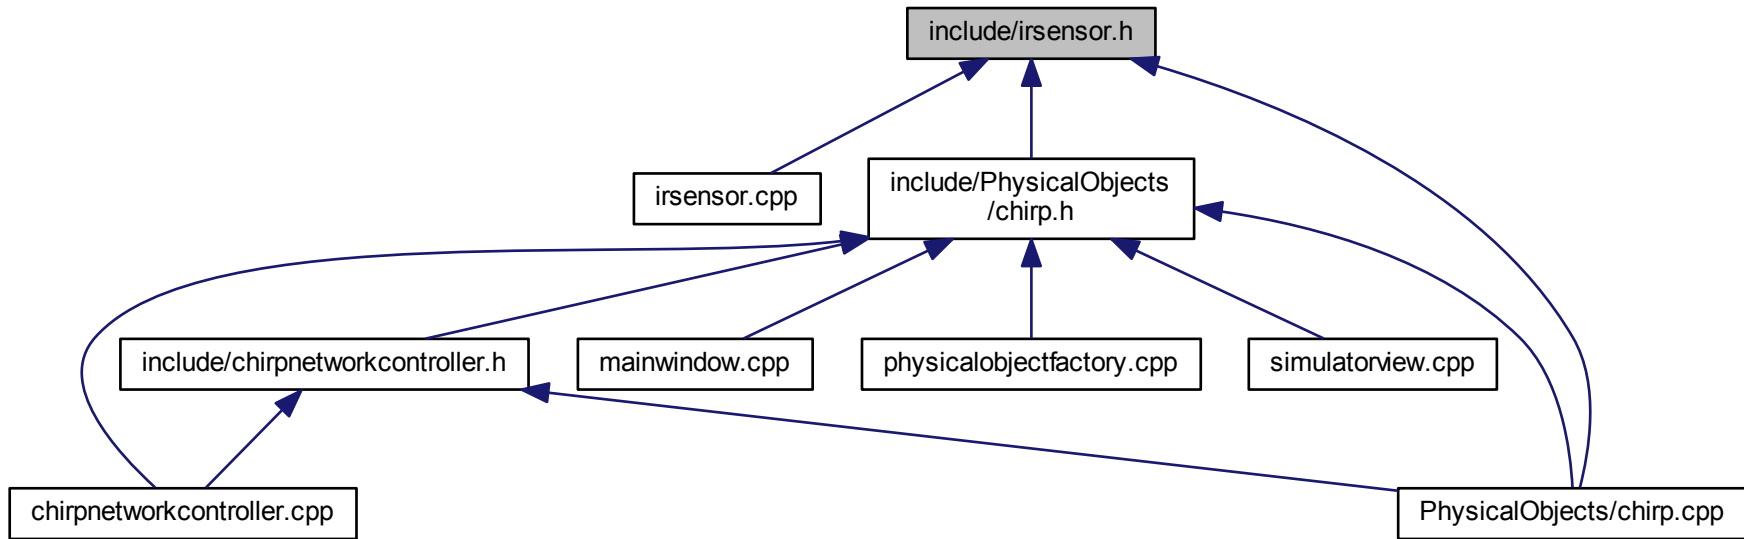 include/irsensor.h
irsensor.cpp
include/PhysicalObjects
/chirp.h
include/chirpnetworkcontroller.h
mainwindow.cpp
physicalobjectfactory.cpp
simulatorview.cpp
chirpnetworkcontroller.cpp
PhysicalObjects/chirp.cpp